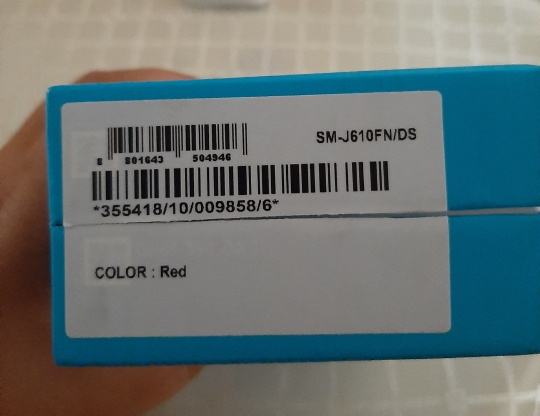 SM-J610FN/DS
8 801643 504946
*355418/10/009858/6*
COLOR : Red